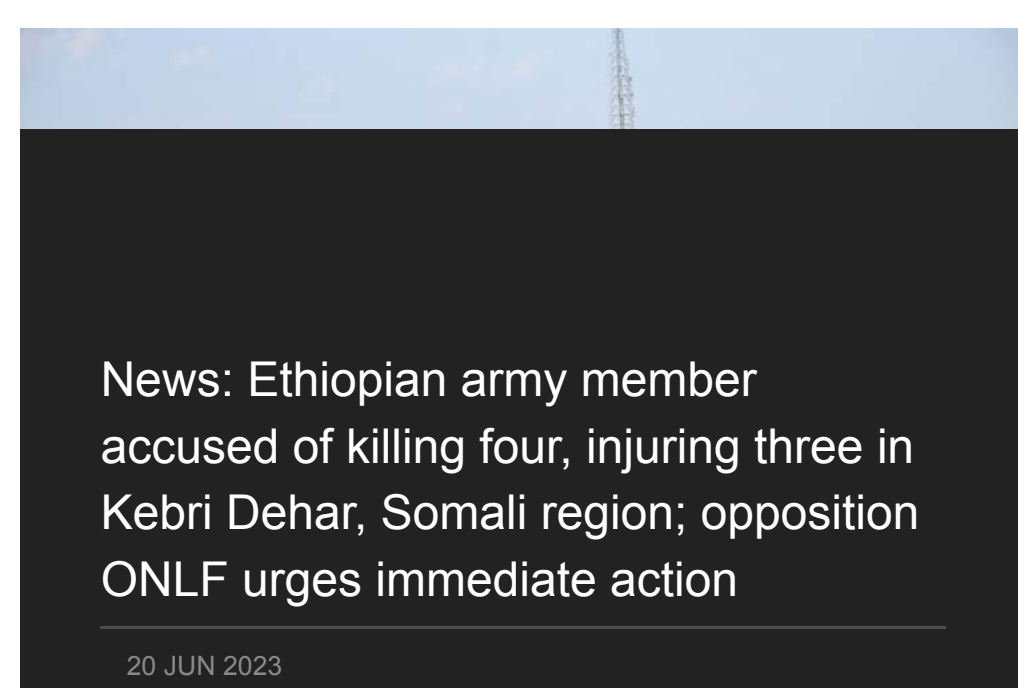 News: Ethiopian army member
accused of killing four, injuring three in
Kebri Dehar, Somali region; opposition
ONLF urges immediate action
20 JUN 2023